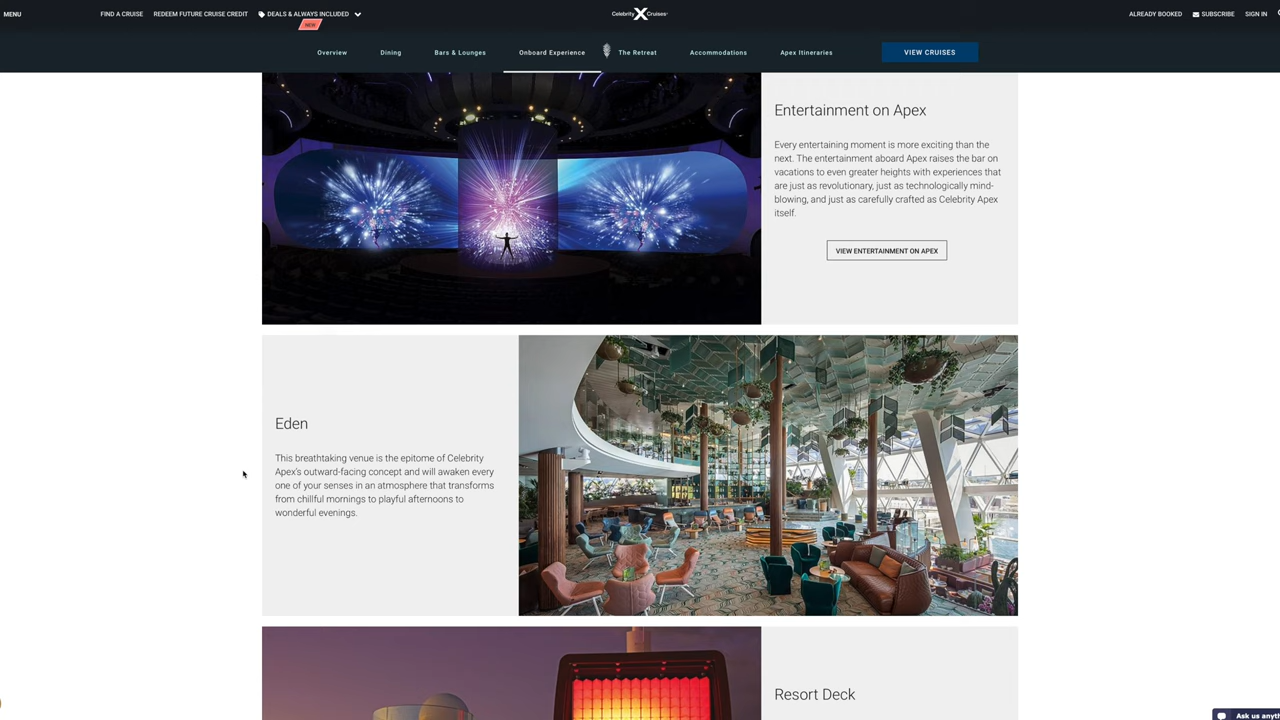 MENU
FIND A CRUISE
REDEEM FUTURE CRUISE CREDIT
DEALS & ALWAYS INCLUDED
NEW
Celebrity X Cruises
ALREADY BOOKED
SUBSCRIBE
SIGN IN
Overview
Dining
Bars & Lounges
Onboard Experience
The Retreat
Accommodations
Apex Itineraries
VIEW CRUISES
Entertainment on Apex
Every entertaining moment is more exciting than the
next. The entertainment aboard Apex raises the bar on
vacations to even greater heights with experiences that
are just as revolutionary, just as technologically mind-
blowing, and just as carefully crafted as Celebrity Apex
itself.
VIEW ENTERTAINMENT ON APEX
Eden
This breathtaking venue is the epitome of Celebrity
Apex's outward-facing concept and will awaken every
one of your senses in an atmosphere that transforms
from chillful mornings to playful afternoons to
wonderful evenings.
Resort Deck
Ask us anyth